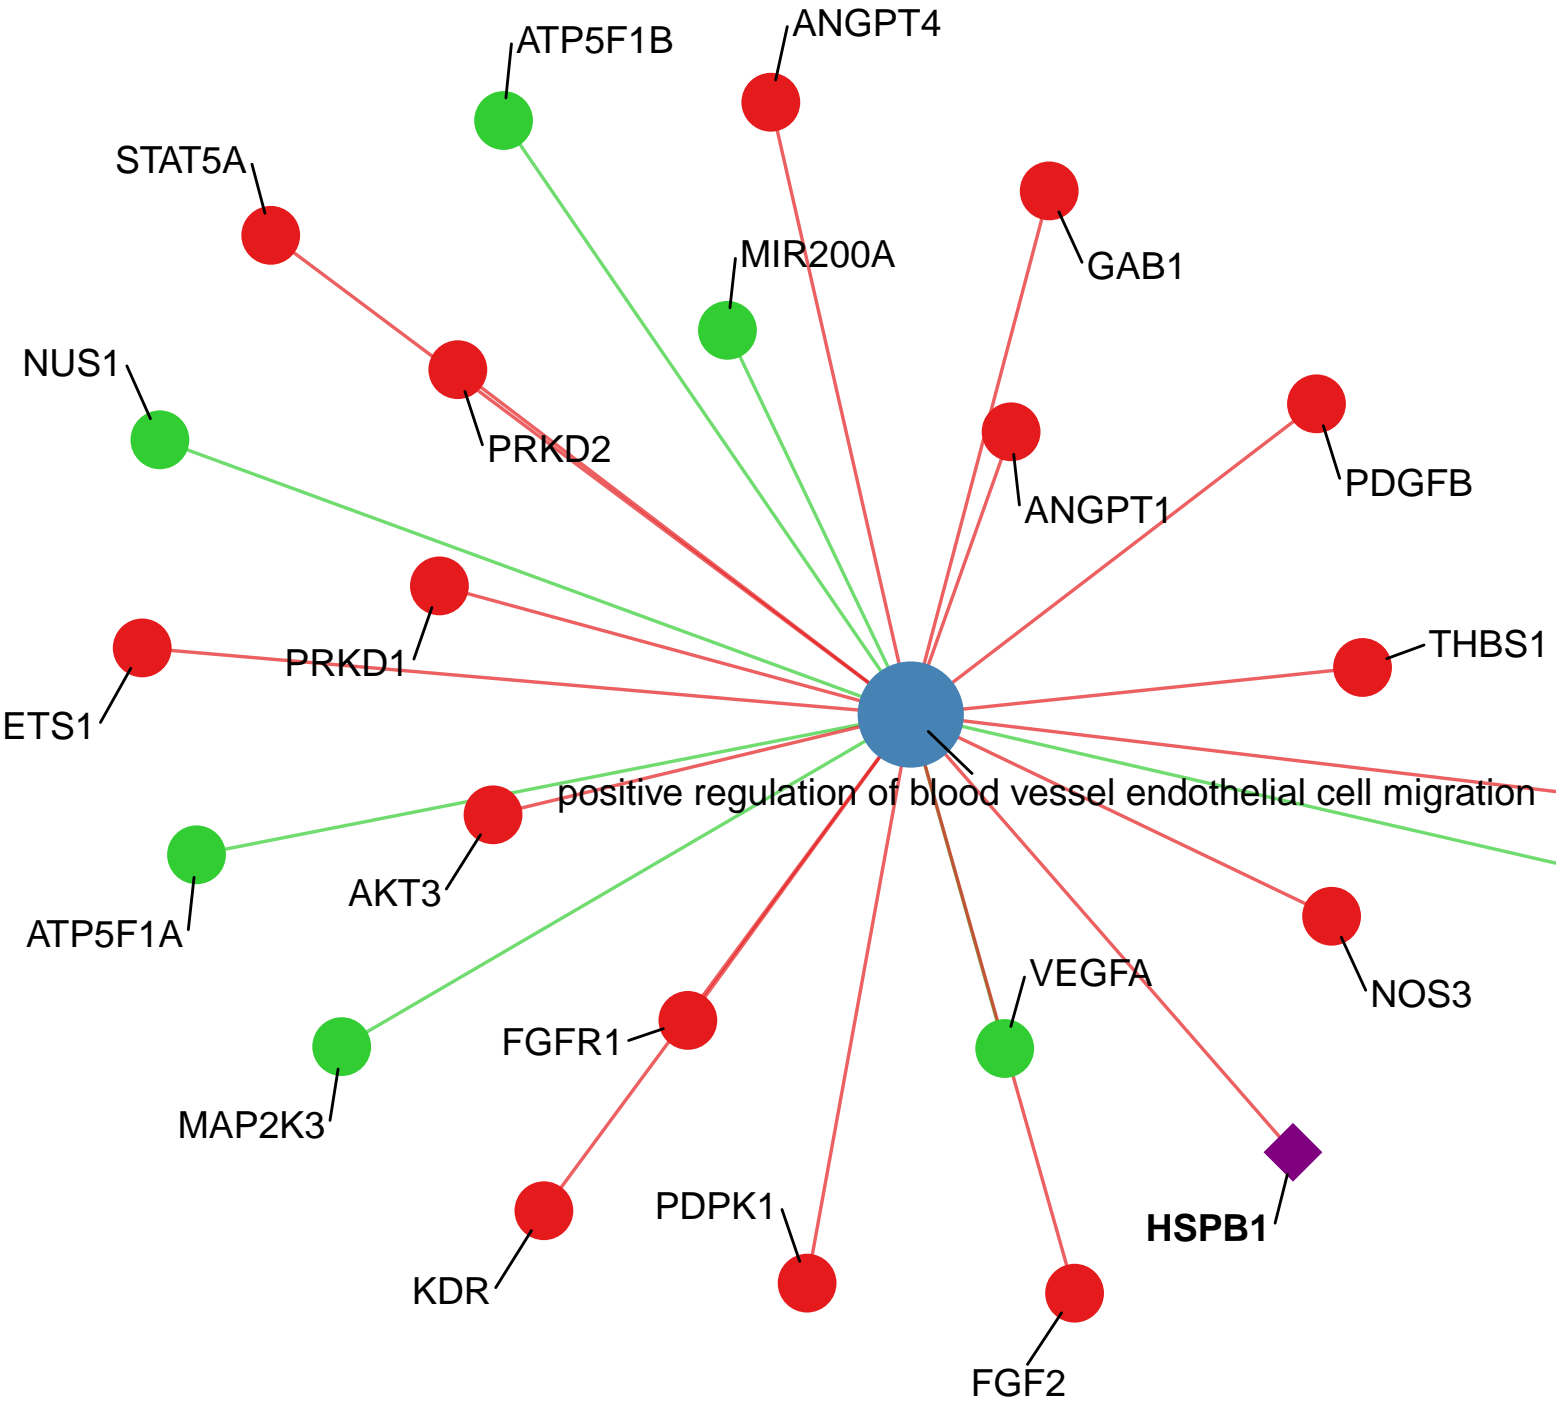 ANGPT4
ATP5F1B
STAT5A
MIR200A
GAB1
NUS1
PRKD2
PDGFB
ANGPT1
THBS1
PRKD1
ETS1
positive regulation of blood vessel endothelial cell migration
AKT3
ATP5F1A
VEGFA
NOS3
FGFR1
MAP2K3
PDPK1
HSPB1
KDR
FGF2